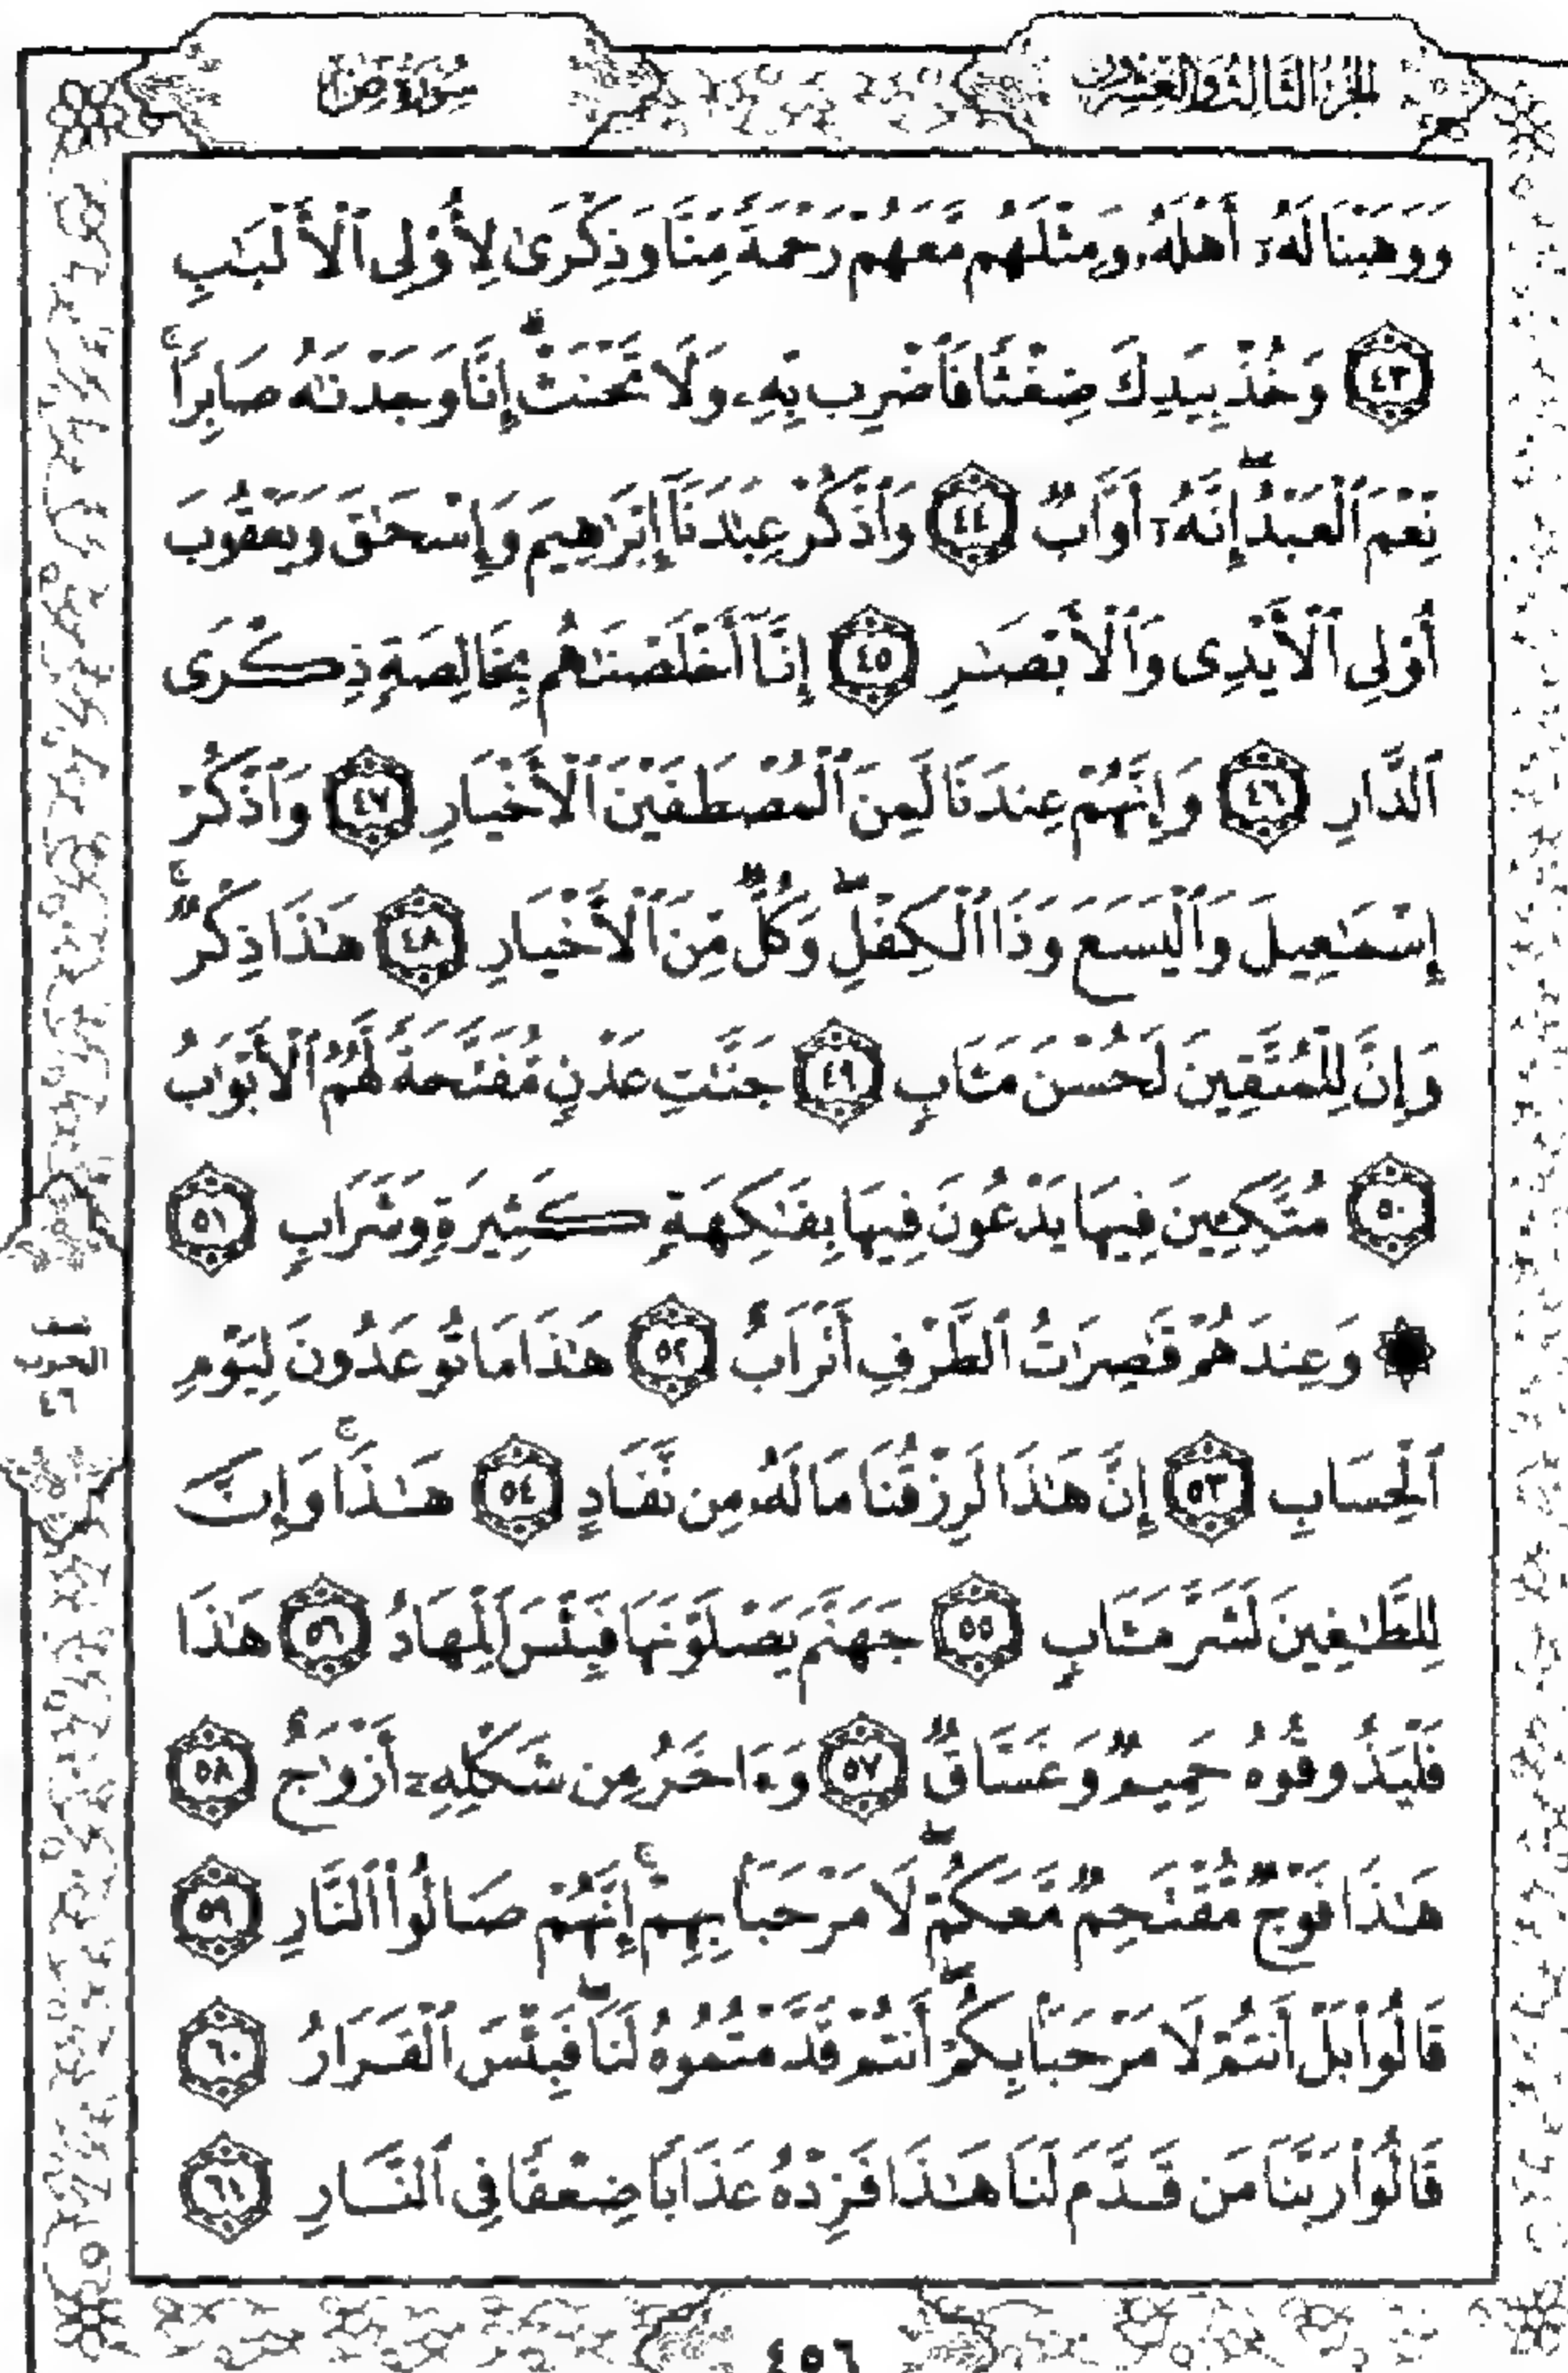 الجزء الثالث والعشرون
سورة ص
وَوَهَبْنَا لَهُۥٓ أَهْلَهُۥ وَمِثْلَهُم مَّعَهُمْ رَحْمَةً مِّنَّا وَذِكْرَىٰ لِأُو۟لِى ٱلْأَلْبَٰبِ
٤٣ وَخُذْ بِيَدِكَ ضِغْثًا فَٱضْرِب بِّهِۦ وَلَا تَحْنَثْ ۗ إِنَّا وَجَدْنَٰهُ صَابِرًا ۚ
نِّعْمَ ٱلْعَبْدُ ۖ إِنَّهُۥٓ أَوَّابٌ ٤٤ وَٱذْكُرْ عِبَٰدَنَآ إِبْرَٰهِيمَ وَإِسْحَٰقَ وَيَعْقُوبَ
أُو۟لِى ٱلْأَيْدِى وَٱلْأَبْصَٰرِ ٤٥ إِنَّآ أَخْلَصْنَٰهُم بِخَالِصَةٍ ذِكْرَى
ٱلدَّارِ ٤٦ وَإِنَّهُمْ عِندَنَا لَمِنَ ٱلْمُصْطَفَيْنَ ٱلْأَخْيَارِ ٤٧ وَٱذْكُرْ
إِسْمَٰعِيلَ وَٱلْيَسَعَ وَذَا ٱلْكِفْلِ ۖ وَكُلٌّ مِّنَ ٱلْأَخْيَارِ ٤٨ هَٰذَا ذِكْرٌ ۚ
وَإِنَّ لِلْمُتَّقِينَ لَحُسْنَ مَـَٔابٍ ٤٩ جَنَّٰتِ عَدْنٍ مُّفَتَّحَةً لَّهُمُ ٱلْأَبْوَٰبُ
٥٠ مُتَّكِـِٔينَ فِيهَا يَدْعُونَ فِيهَا بِفَٰكِهَةٍ كَثِيرَةٍ وَشَرَابٍ ٥١
۞ وَعِندَهُمْ قَٰصِرَٰتُ ٱلطَّرْفِ أَتْرَابٌ ٥٢ هَٰذَا مَا تُوعَدُونَ لِيَوْمِ
ٱلْحِسَابِ ٥٣ إِنَّ هَٰذَا لَرِزْقُنَا مَا لَهُۥ مِن نَّفَادٍ ٥٤ هَٰذَا ۚ وَإِنَّ
لِلطَّٰغِينَ لَشَرَّ مَـَٔابٍ ٥٥ جَهَنَّمَ يَصْلَوْنَهَا فَبِئْسَ ٱلْمِهَادُ ٥٦ هَٰذَا
فَلْيَذُوقُوهُ حَمِيمٌ وَغَسَّاقٌ ٥٧ وَءَاخَرُ مِن شَكْلِهِۦٓ أَزْوَٰجٌ ٥٨
هَٰذَا فَوْجٌ مُّقْتَحِمٌ مَّعَكُمْ ۖ لَا مَرْحَبًۢا بِهِمْ ۚ إِنَّهُمْ صَالُوا۟ ٱلنَّارِ ٥٩
قَالُوا۟ بَلْ أَنتُمْ لَا مَرْحَبًۢا بِكُمْ ۖ أَنتُمْ قَدَّمْتُمُوهُ لَنَا ۖ فَبِئْسَ ٱلْقَرَارُ ٦٠
قَالُوا۟ رَبَّنَا مَن قَدَّمَ لَنَا هَٰذَا فَزِدْهُ عَذَابًا ضِعْفًا فِى ٱلنَّارِ ٦١
نصف
الحزب
٤٦
٤٥٦